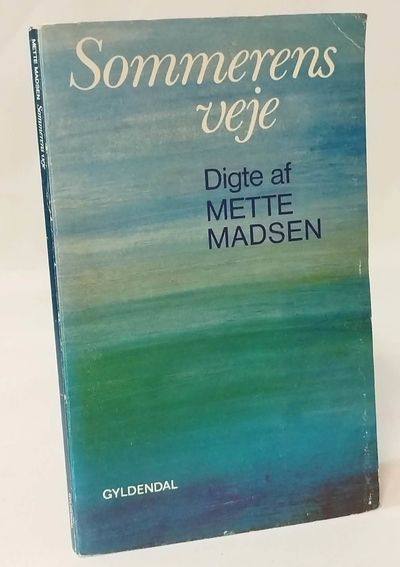 Sommerens
veje
Digte af
METTE
MADSEN
GYLDENDAL
METTE MADSEN Sommerens veje